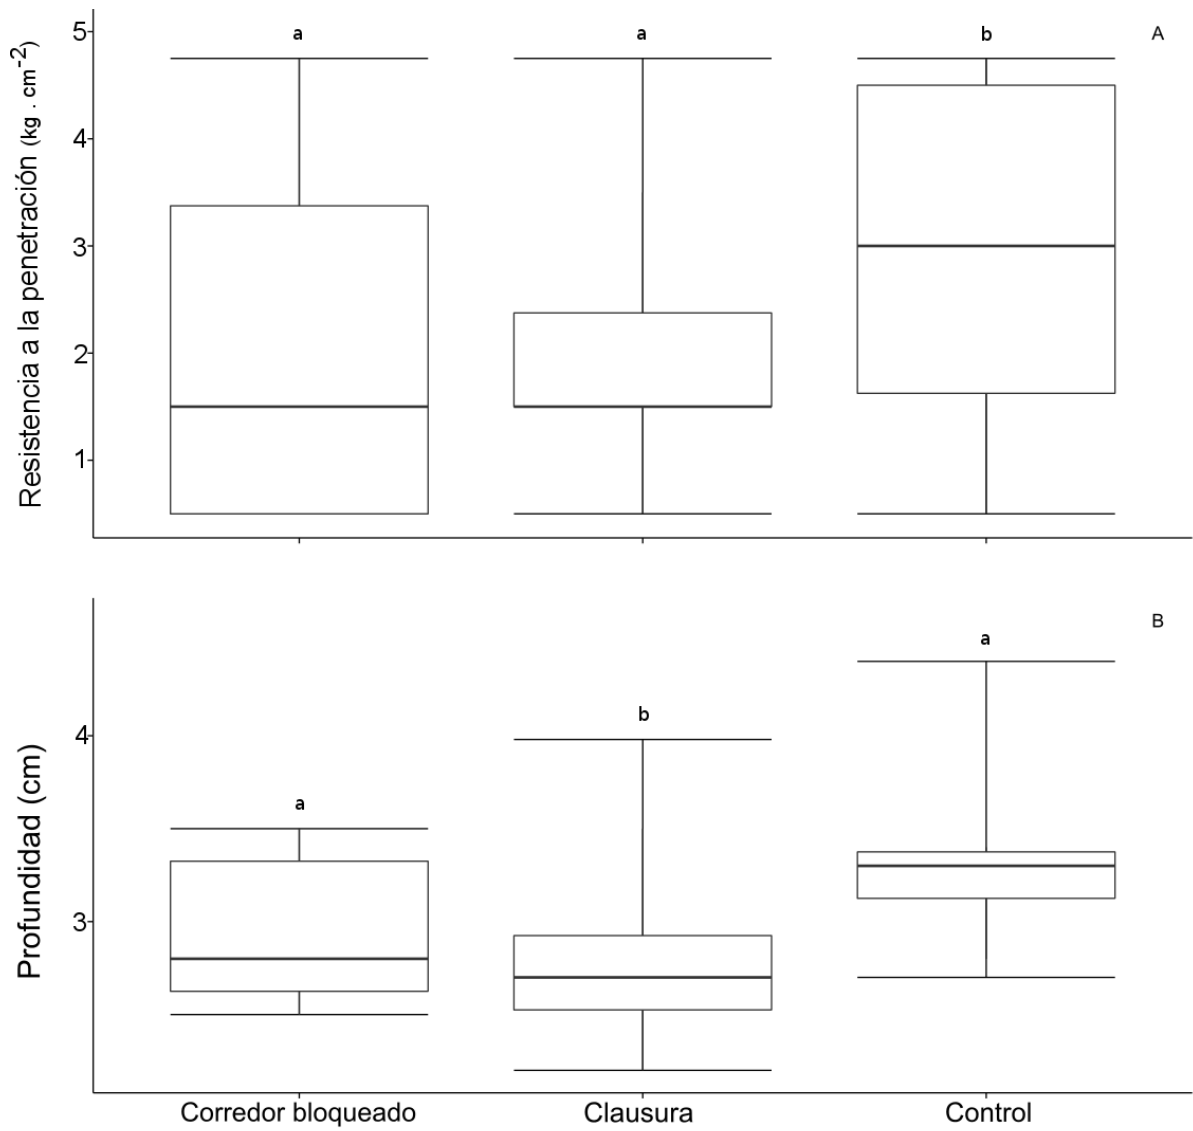 a a b A
5
4
3
2
1
Resistencia a la penetración (kg . cm-2)
B
a
b
a
4
3
Profundidad (cm)
Corredor bloqueado Clausura Control